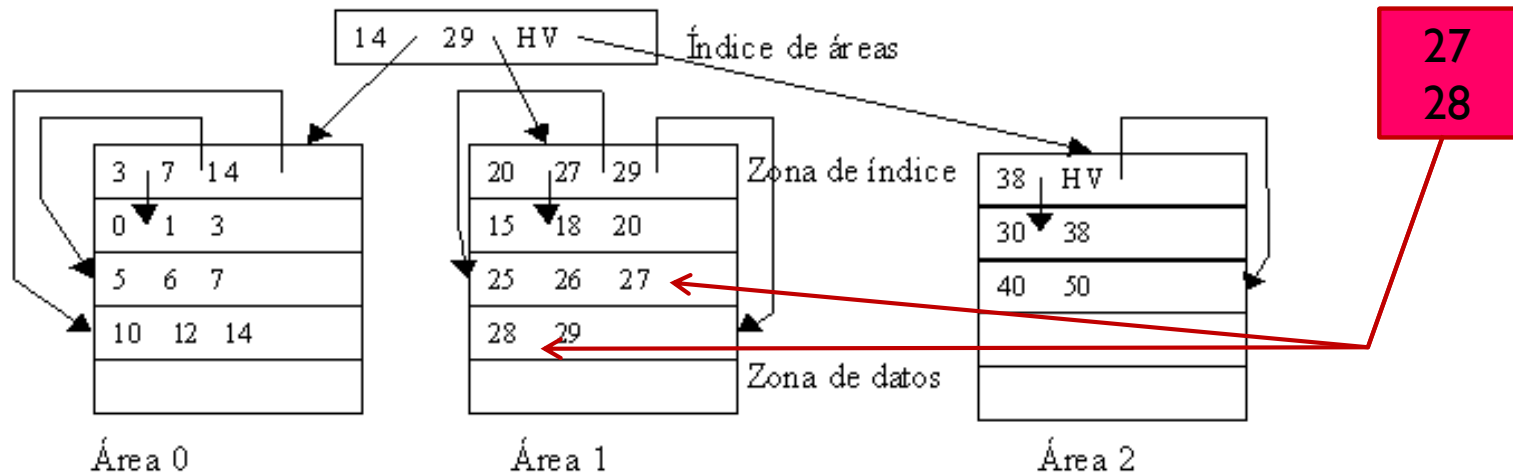 14 29 HV
Índice de áreas
27
28
3 7 14
0 1 3
5 6 7
10 12 14
Área 0
20 27 29
15 18 20
25 26 27
28 29
Área 1
Zona de índice
Zona de datos
38 HV
30 38
40 50
Área 2